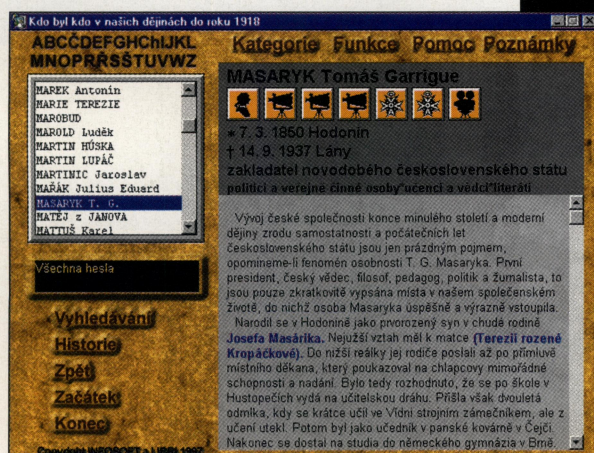 Kdo byl kdo v našich dějinách do roku 1918
ABCČDEFGHChIJKL
MNOPRŘSŠTUVWZ
Kategorie Funkce Pomoc Poznámky
MAREK Antonín
MARIE TEREZIE
MAROBUD
MAROLD Luděk
MARTIN HŮSKA
MARTIN LUPÁČ
MARTINIC Jaroslav
MAŘÁK Julius Eduard
MASARYK T. G.
MATĚJ z JANOVA
MATTUŠ Karel
Všechna hesla
Vyhledávání
Historie
Zpět
Začátek
Konec
Copyright INFOSOFT a LIBRI 1997
MASARYK Tomáš Garrigue
* 7. 3. 1850 Hodonín
† 14. 9. 1937 Lány
zakladatel novodobého československého státu
politici a veřejně činné osoby*učenci a vědci*literáti
Vývoj české společnosti konce minulého století a moderní
dějiny zrodu samostatnosti a počátečních let
československého státu jsou jen prázdným pojmem,
opomineme-li fenomén osobnosti T. G. Masaryka. První
president, český vědec, filosof, pedagog, politik a žurnalista, to
jsou pouze zkratkovitě vypsána místa v našem společenském
životě, do nichž osoba Masaryka úspěšně a výrazně vstoupila.
Narodil se v Hodoníně jako prvorozený syn v chudé rodině
Josefa Masárika. Nejužší vztah měl k matce (Terezii rozené
Kropáčkové). Do nižší reálky jej rodiče poslali až po přímluvě
místního děkana, který poukazoval na chlapcovy mimořádné
schopnosti a nadání. Bylo tedy rozhodnuto, že se po škole v
Hustopečích vydá na učitelskou dráhu. Přišla však dvouletá
odmlka, kdy se krátce učil ve Vídni strojním zámečníkem, ale z
učení utekl. Potom byl jako učedník v panské kovárně v Čejči.
Nakonec se dostal na studia do německého gymnázia v Brně.